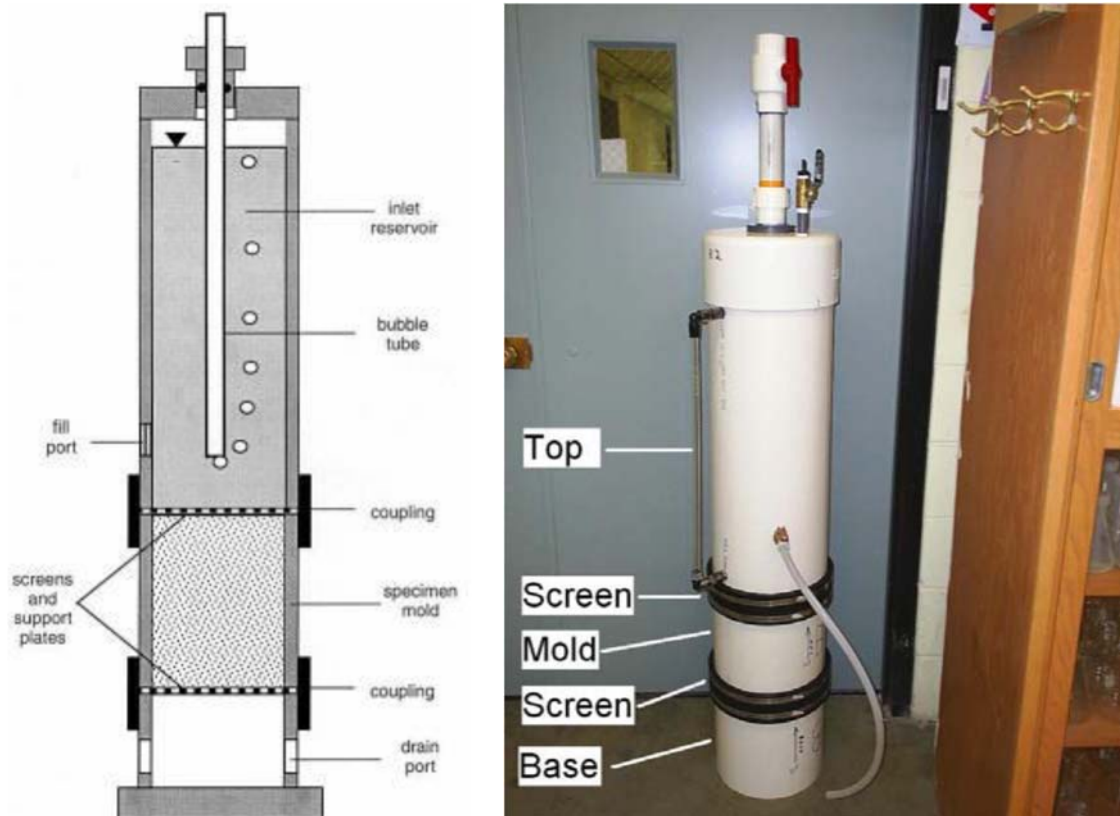 inlet
reservoir
bubble
tube
fill
port
coupling
screens
and
support
plates
specimen
mold
coupling
drain
port
Top
Screen
Mold
Screen
Base